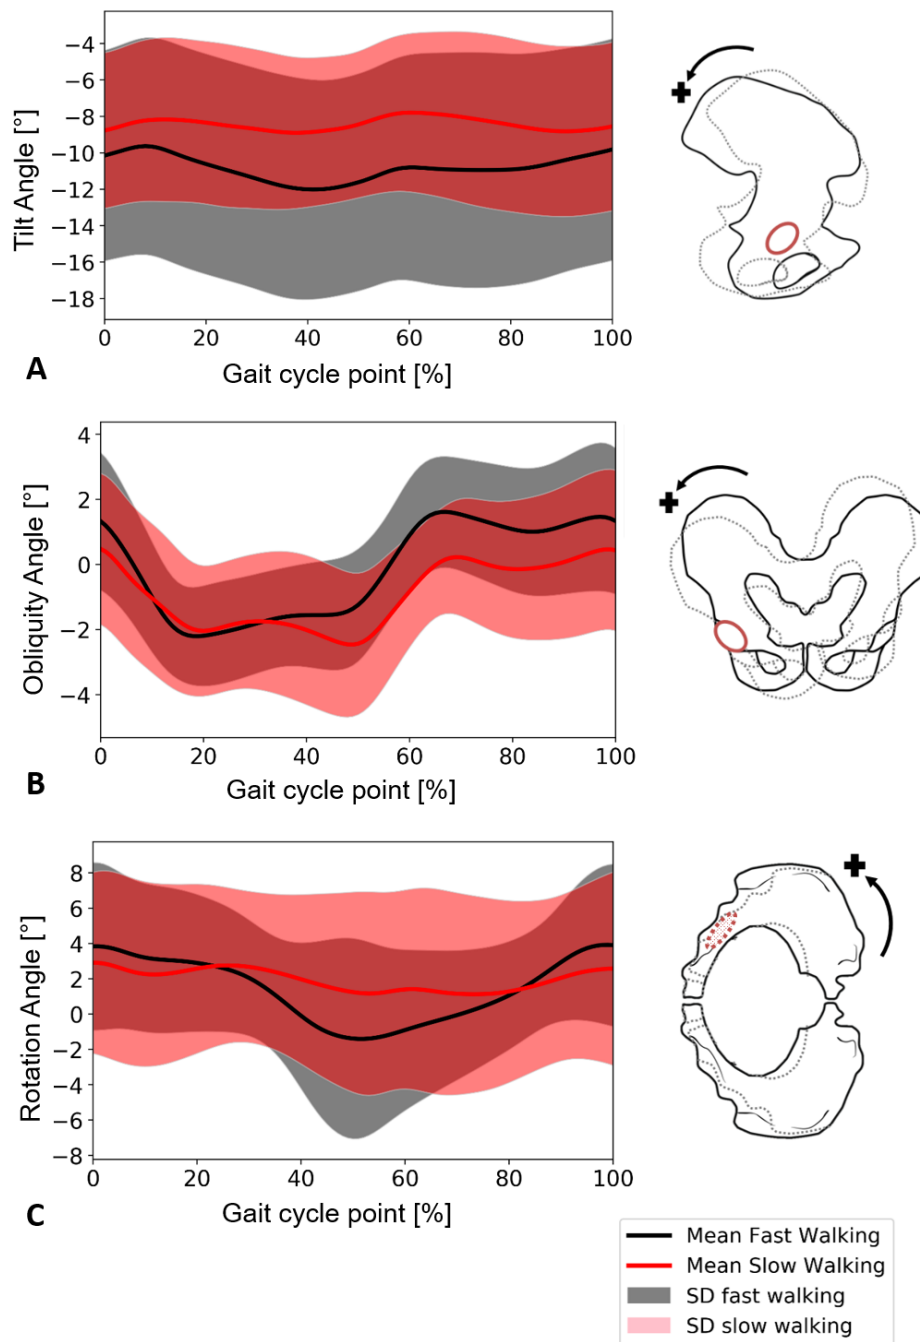 −4
−6
−8
−10
−12
−14
−16
−18
Tilt Angle [°]
0 20 40 60 80 100
Gait cycle point [%]
A
4
2
0
−2
−4
Obliquity Angle [°]
0 20 40 60 80 100
Gait cycle point [%]
B
8
6
4
2
0
−2
−4
−6
−8
Rotation Angle [°]
0 20 40 60 80 100
Gait cycle point [%]
C
Mean Fast Walking
Mean Slow Walking
SD fast walking
SD slow walking